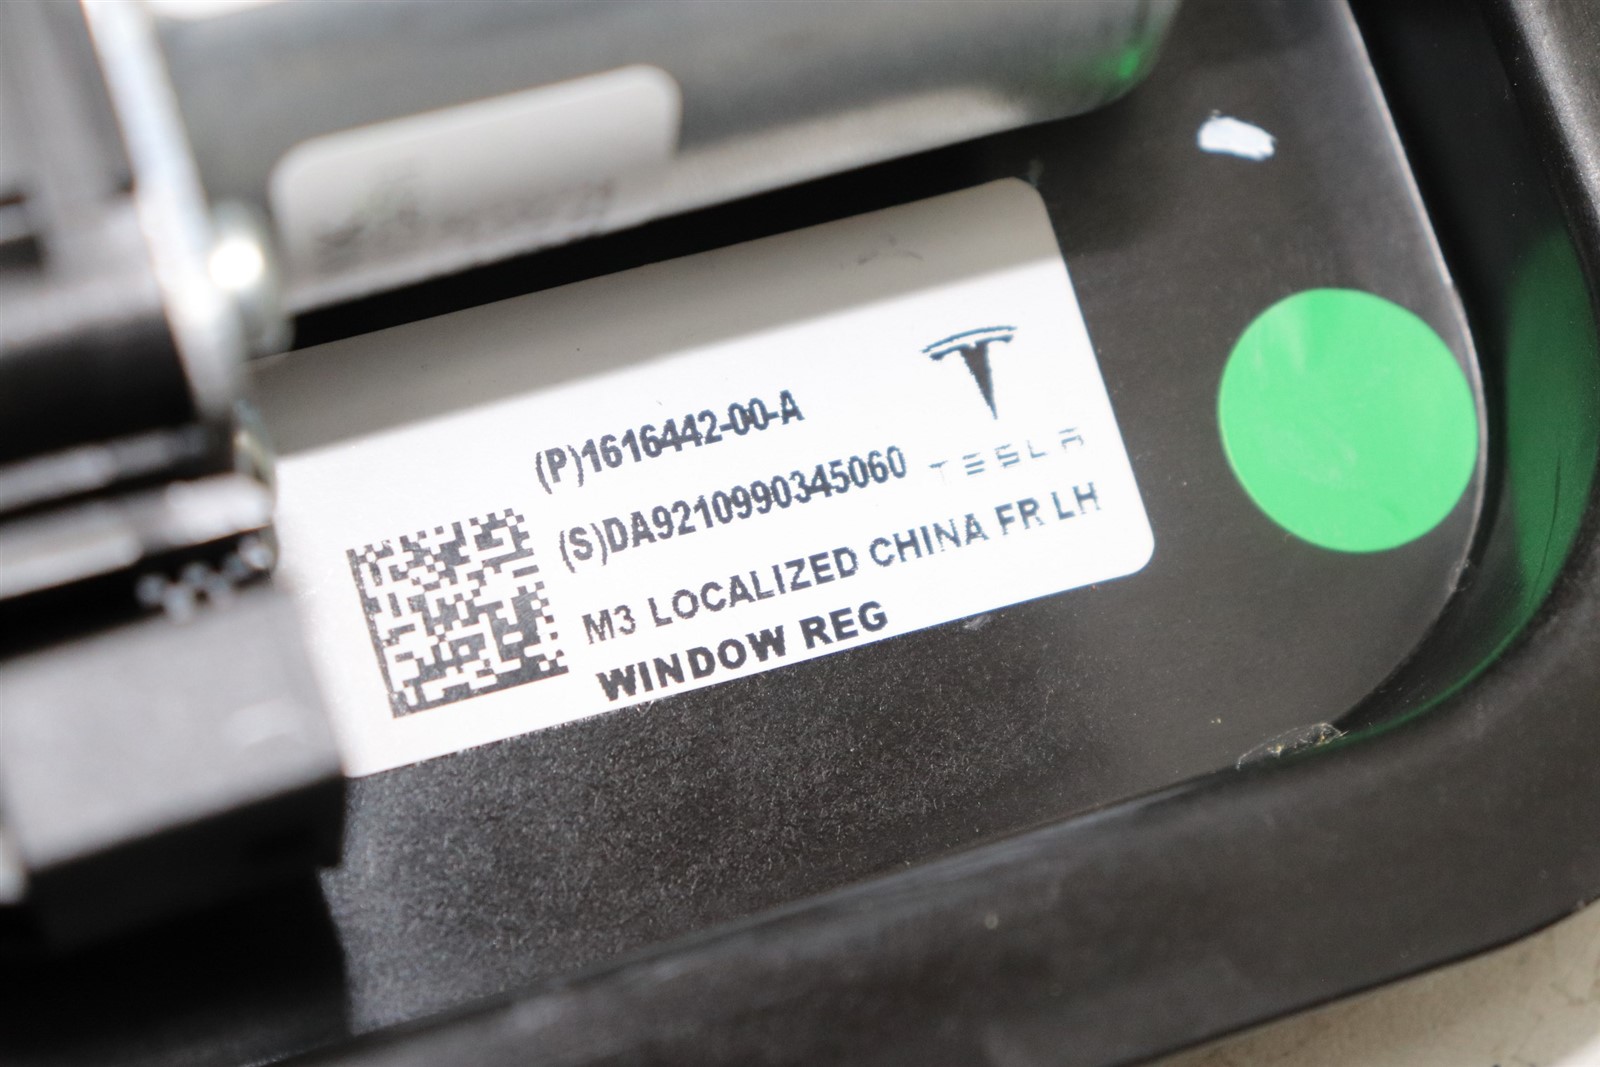 (P)1616442-00-A
(S)DA9210990345060
TESLA
M3 LOCALIZED CHINA FR LH
WINDOW REG